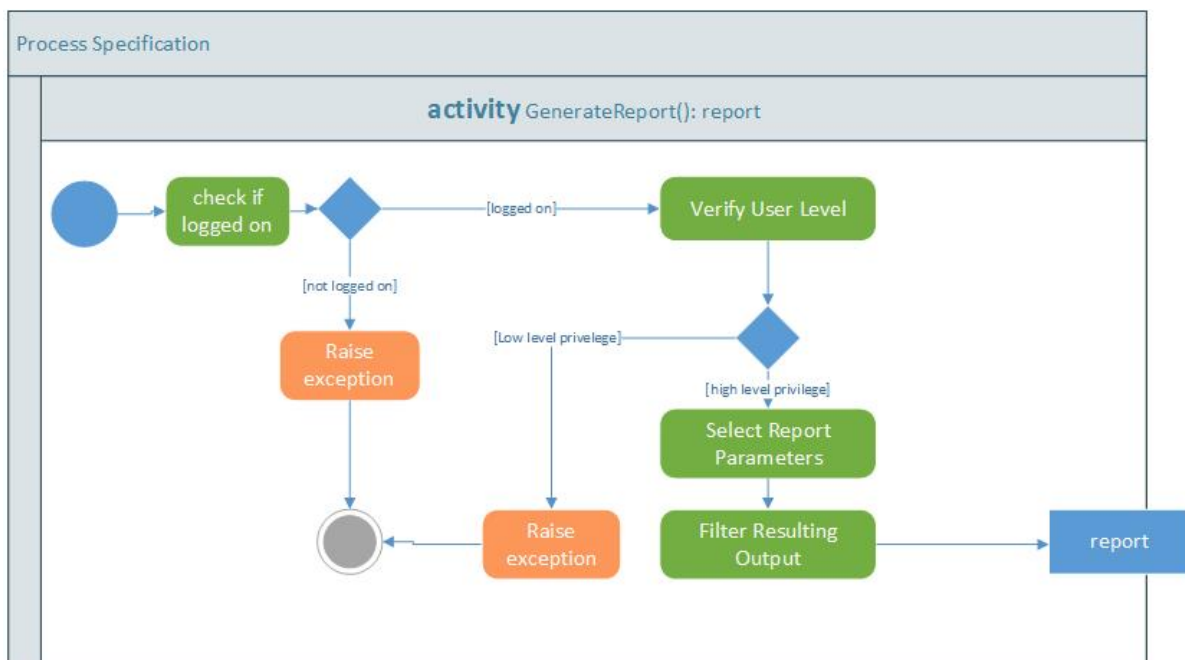 Process Specification
activity GenerateReport(): report
check if
logged on
[logged on]
Verify User Level
[not logged on]
Raise
exception
[Low level privelege]
[high level privilege]
Select Report
Parameters
Raise
exception
Filter Resulting
Output
report